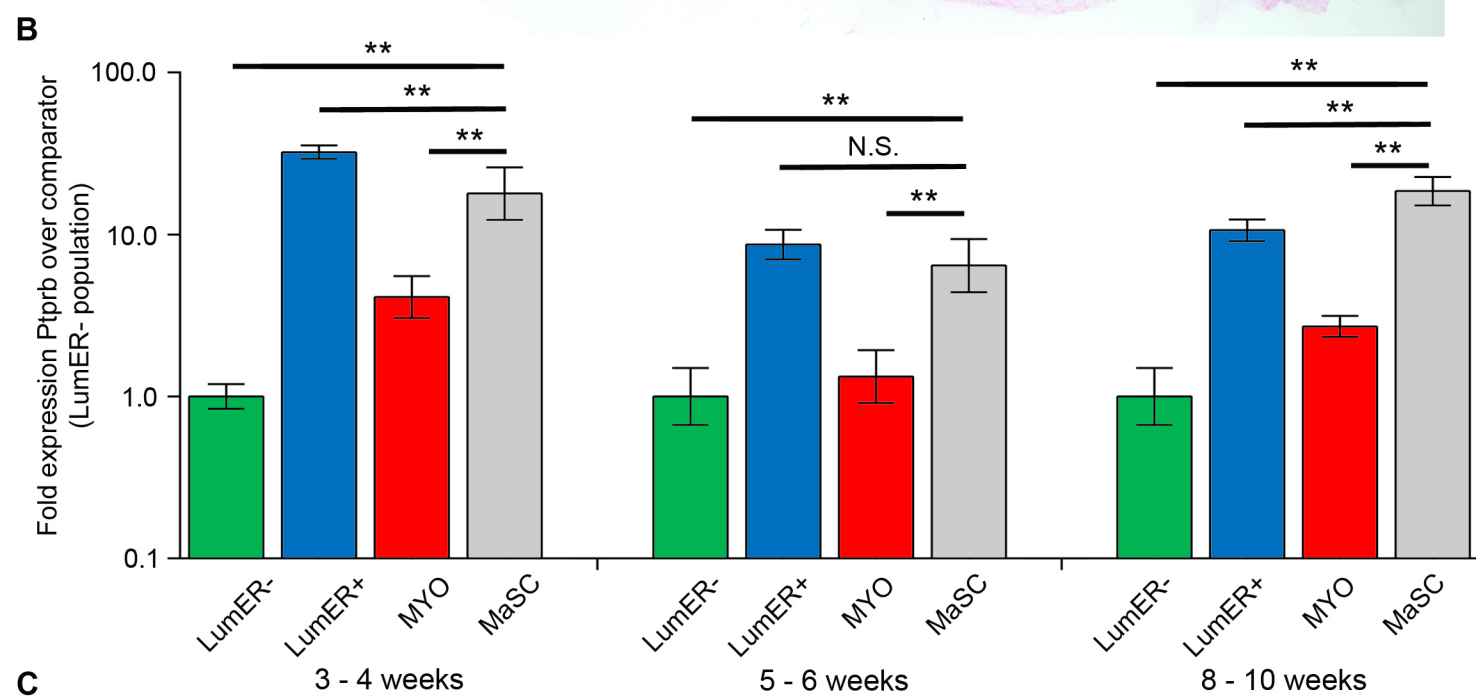 B
**
**
**
100.0
10.0
1.0
0.1
Fold expression Ptprb over comparator
(LumER- population)
**
N.S.
**
**
**
**
LumER-
LumER+
MYO
MaSC
LumER-
LumER+
MYO
MaSC
LumER-
LumER+
MYO
MaSC
3 - 4 weeks
5 - 6 weeks
8 - 10 weeks
C